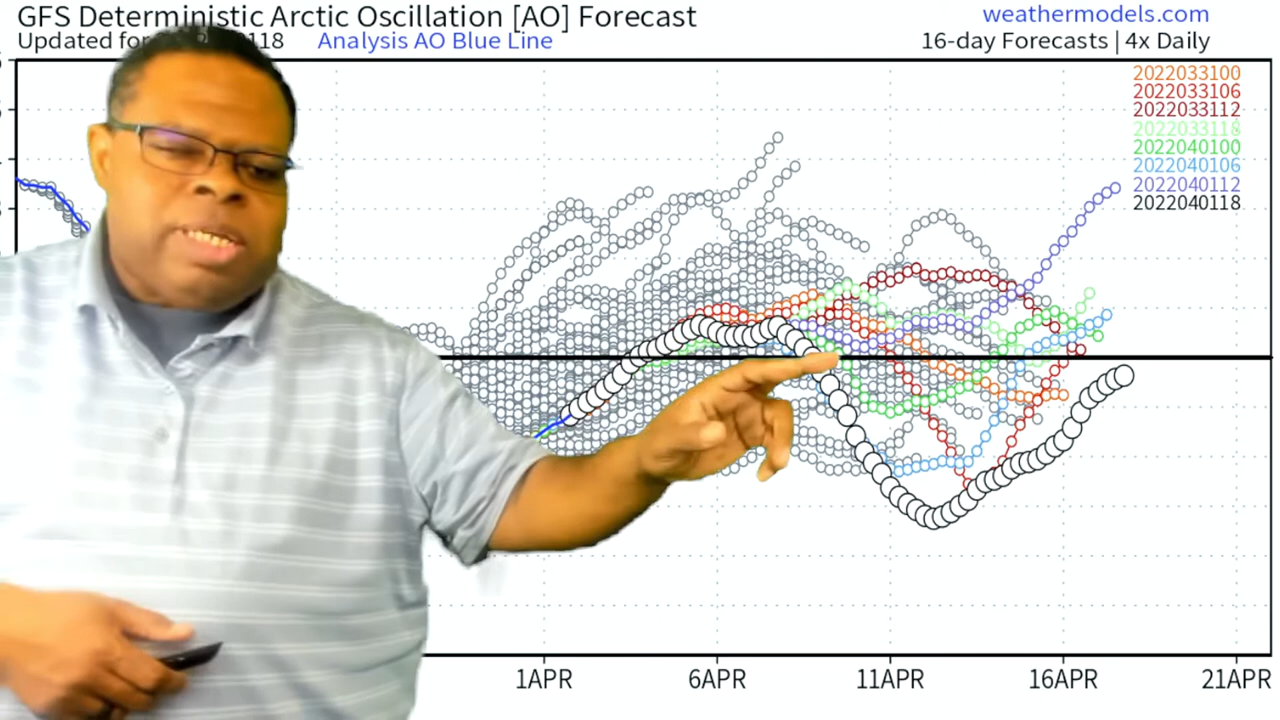 GFS Deterministic Arctic Oscillation [AO] Forecast
weathermodels.com
Updated for 118 Analysis AO Blue Line
16-day Forecasts | 4x Daily
2022033100
2022033106
2022033112
2022033118
2022040100
2022040106
2022040112
2022040118
1APR 6APR 11APR 16APR 21APR